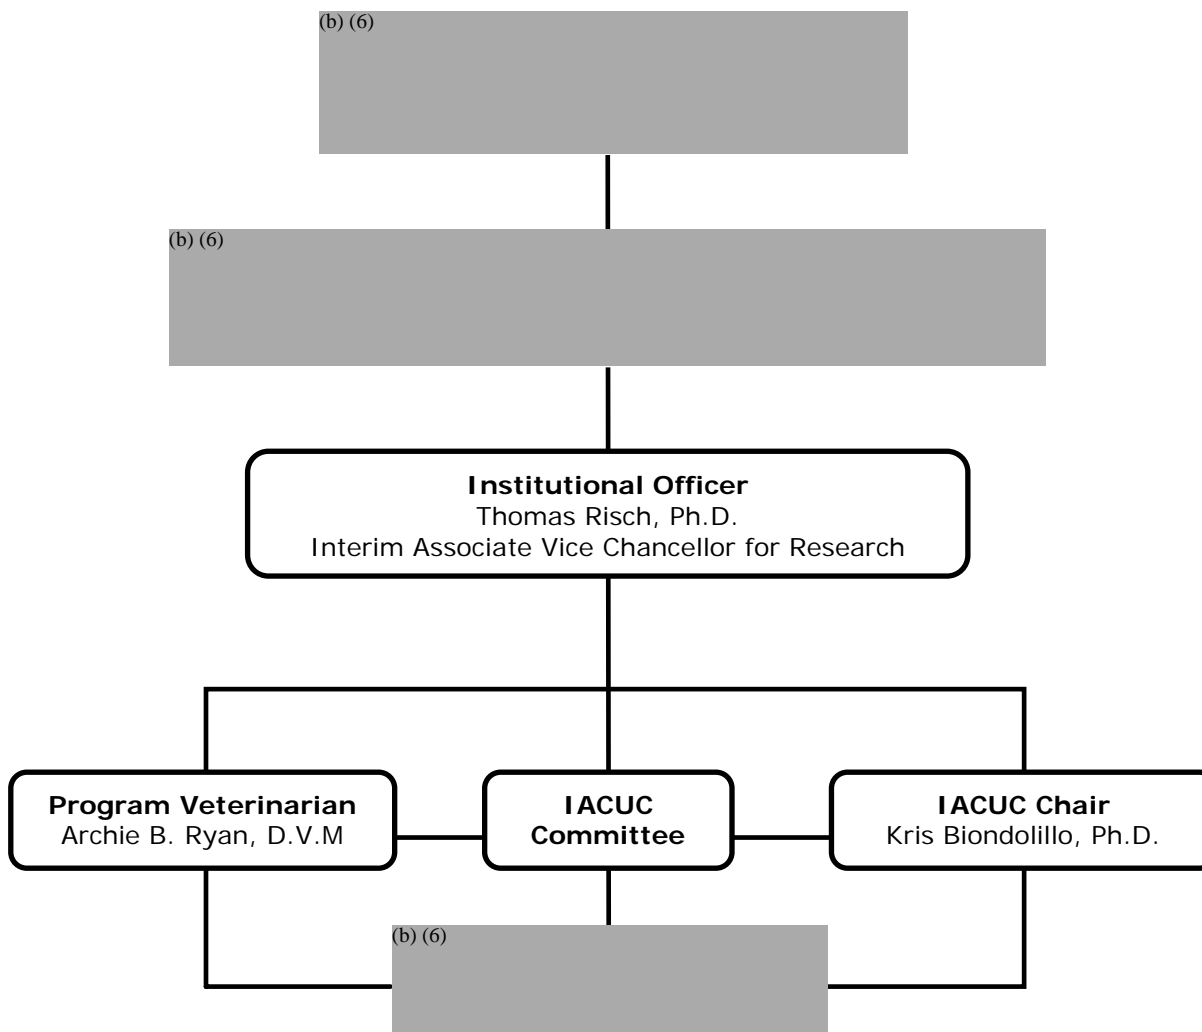 (b) (6)
(b) (6)
Institutional Officer
Thomas Risch, Ph.D.
Interim Associate Vice Chancellor for Research
Program Veterinarian
Archie B. Ryan, D.V.M
IACUC
Committee
IACUC Chair
Kris Biondolillo, Ph.D.
(b) (6)